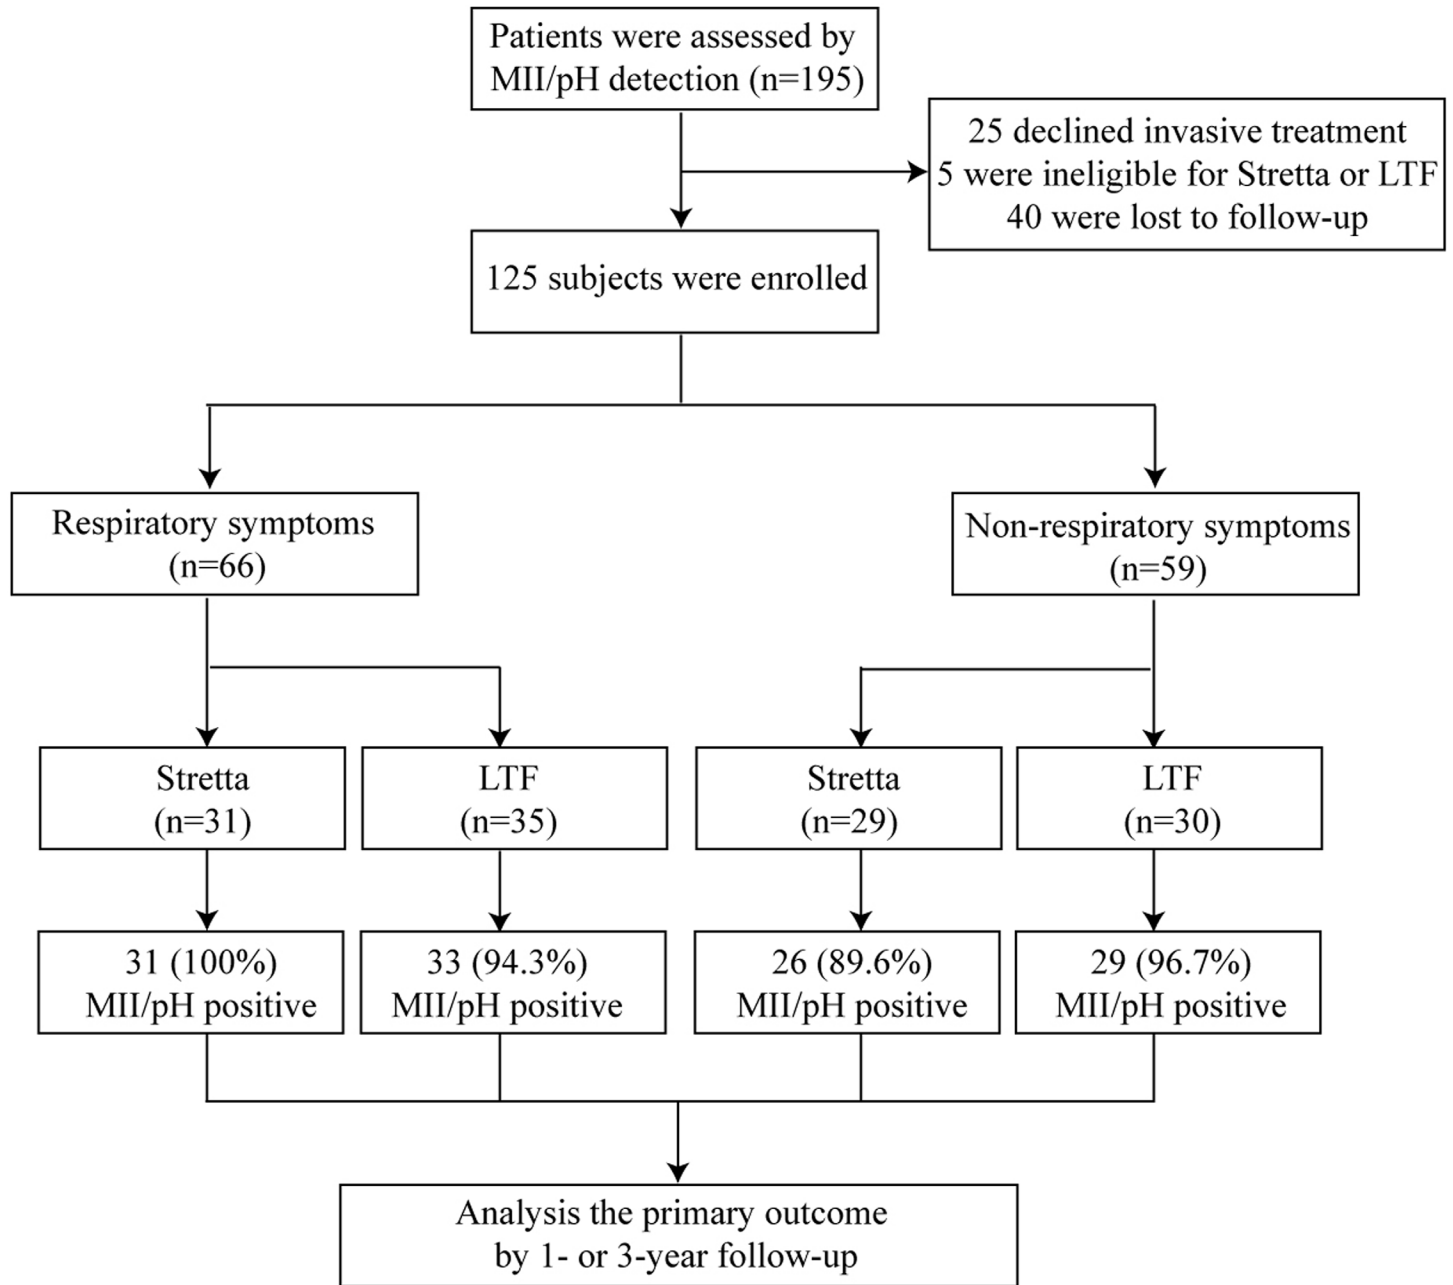 Patients were assessed by
MII/pH detection (n=195)
25 declined invasive treatment
5 were ineligible for Stretta or LTF
40 were lost to follow-up
125 subjects were enrolled
Respiratory symptoms
(n=66)
Non-respiratory symptoms
(n=59)
Stretta
(n=31)
LTF
(n=35)
Stretta
(n=29)
LTF
(n=30)
31 (100%)
MII/pH positive
33 (94.3%)
MII/pH positive
26 (89.6%)
MII/pH positive
29 (96.7%)
MII/pH positive
Analysis the primary outcome
by 1- or 3-year follow-up